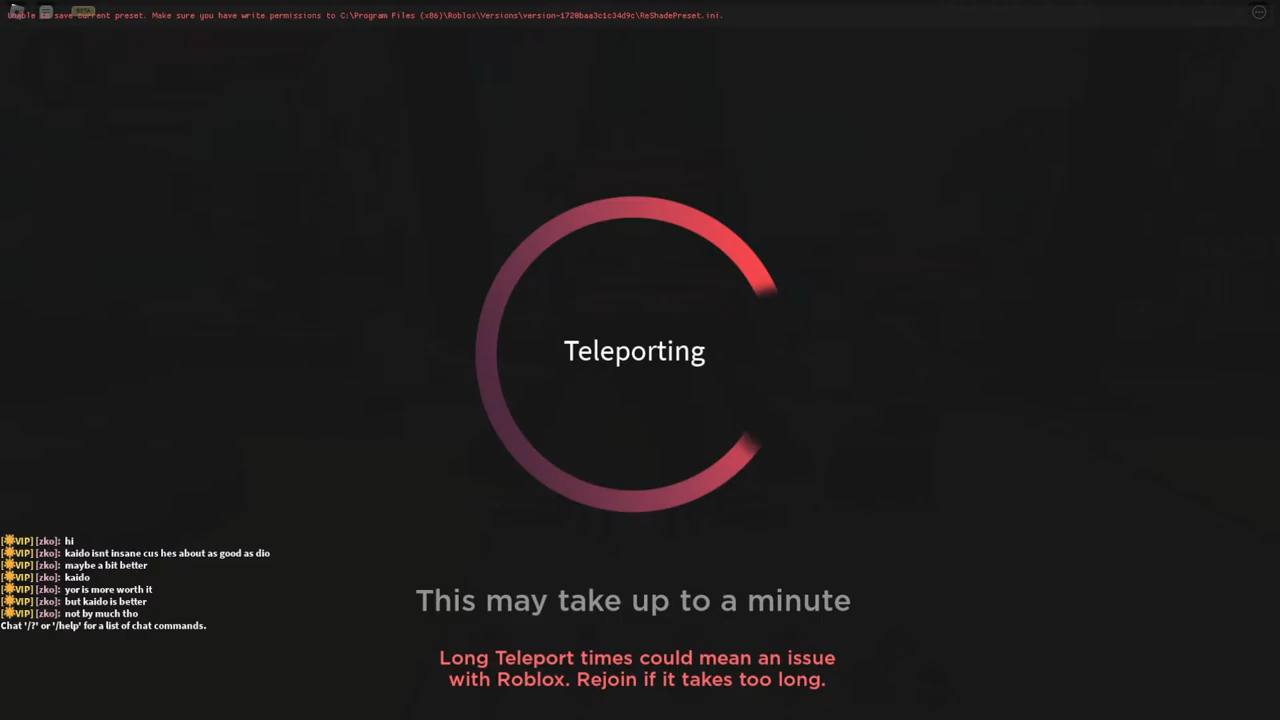 Unable to save current preset. Make sure you have write permissions to C:\Program Files (x86)\Roblox\Versions\version-1720baa3c1c34d9c\ReShadePreset.ini.
BETA
Teleporting
[VIP] [zko]: hi
[VIP] [zko]: kaido isnt insane cus hes about as good as dio
[VIP] [zko]: maybe a bit better
[VIP] [zko]: kaido
[VIP] [zko]: yor is more worth it
[VIP] [zko]: but kaido is better
[VIP] [zko]: not by much tho
Chat '/?' or '/help' for a list of chat commands.
This may take up to a minute
Long Teleport times could mean an issue
with Roblox. Rejoin if it takes too long.